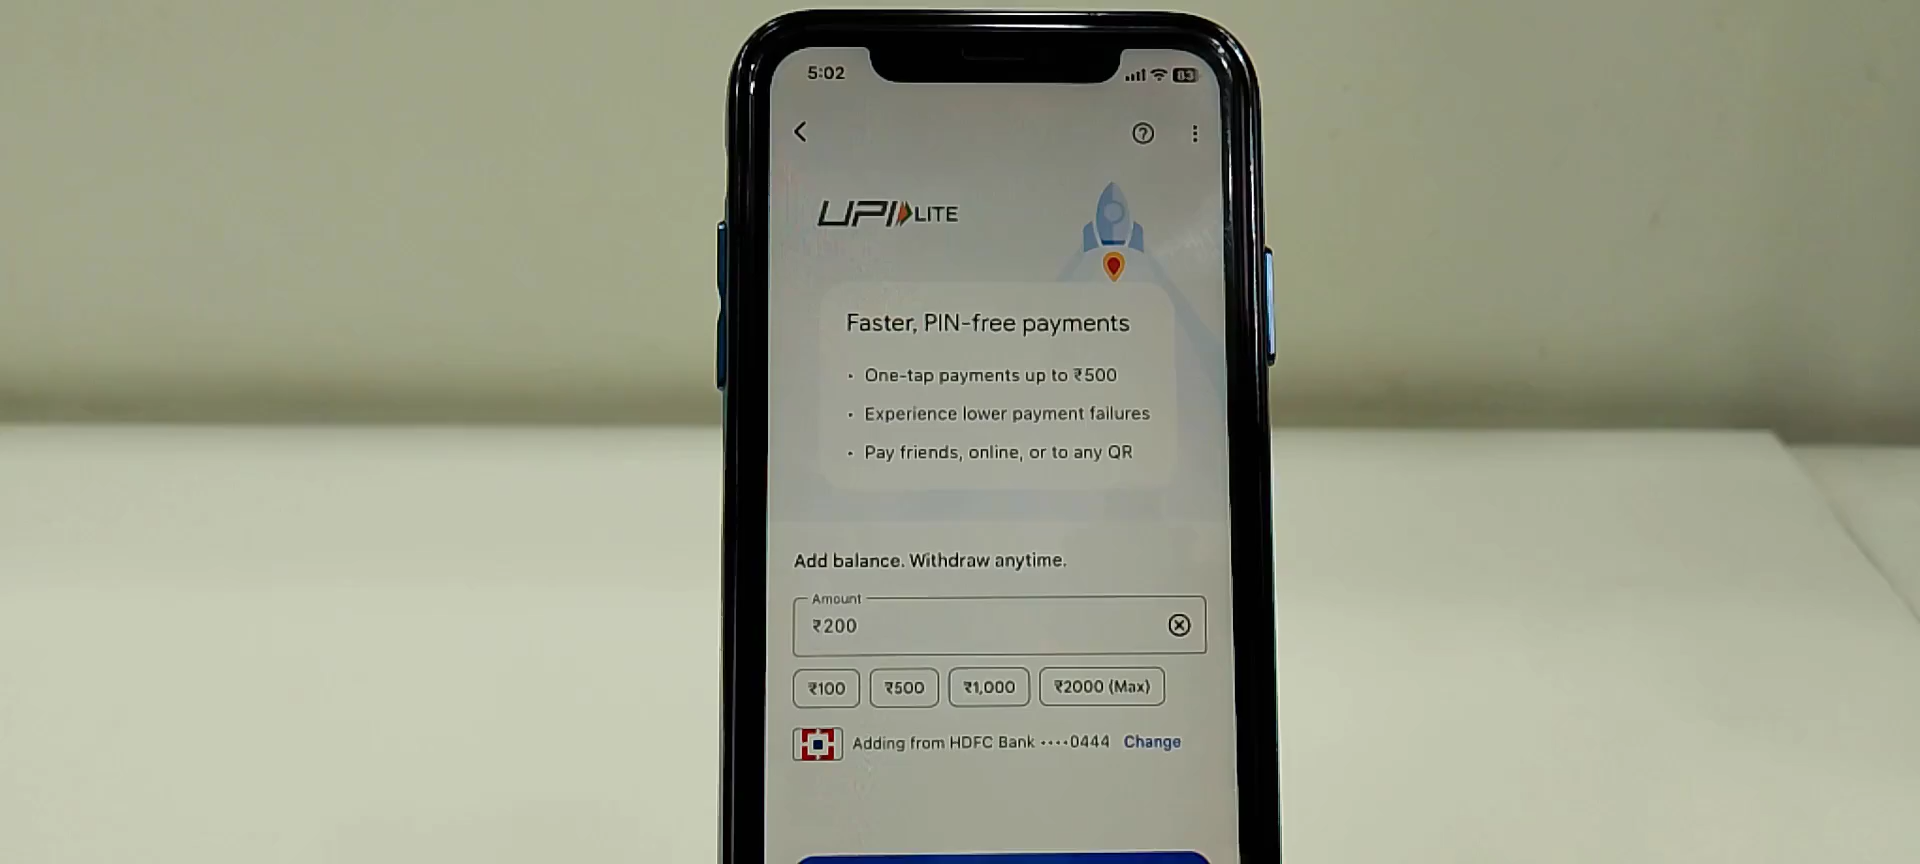 5:02
83
UPI LITE
Faster, PIN-free payments
· One-tap payments up to ₹500
· Experience lower payment failures
· Pay friends, online, or to any QR
Add balance. Withdraw anytime.
Amount
₹200
₹100 ₹500 ₹1,000 ₹2000 (Max)
Adding from HDFC Bank ····0444 Change